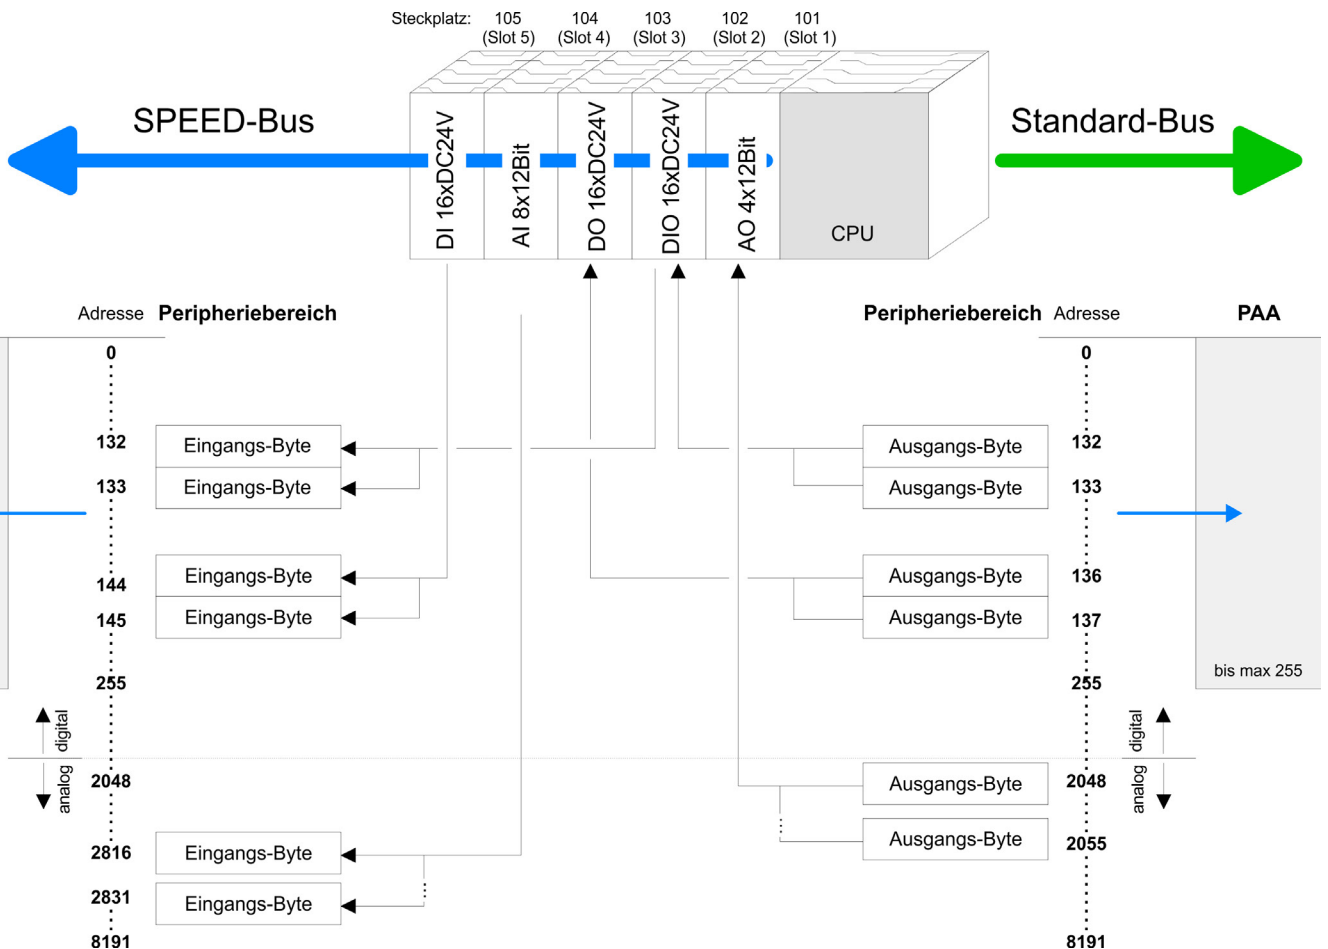 Steckplatz: 105 104 103 102 101
(Slot 5) (Slot 4) (Slot 3) (Slot 2) (Slot 1)
SPEED-Bus
Standard-Bus
DI 16xDC24V
AI 8x12Bit
DO 16xDC24V
DIO 16xDC24V
AO 4x12Bit
CPU
Adresse Peripheriebereich
0
132 Eingangs-Byte
133 Eingangs-Byte
144 Eingangs-Byte
145 Eingangs-Byte
255
digital
analog
2048
2816 Eingangs-Byte
2831 Eingangs-Byte
8191
Peripheriebereich Adresse PAA
0
Ausgangs-Byte 132
Ausgangs-Byte 133
Ausgangs-Byte 136
Ausgangs-Byte 137
255
bis max 255
digital
analog
Ausgangs-Byte 2048
Ausgangs-Byte 2055
8191